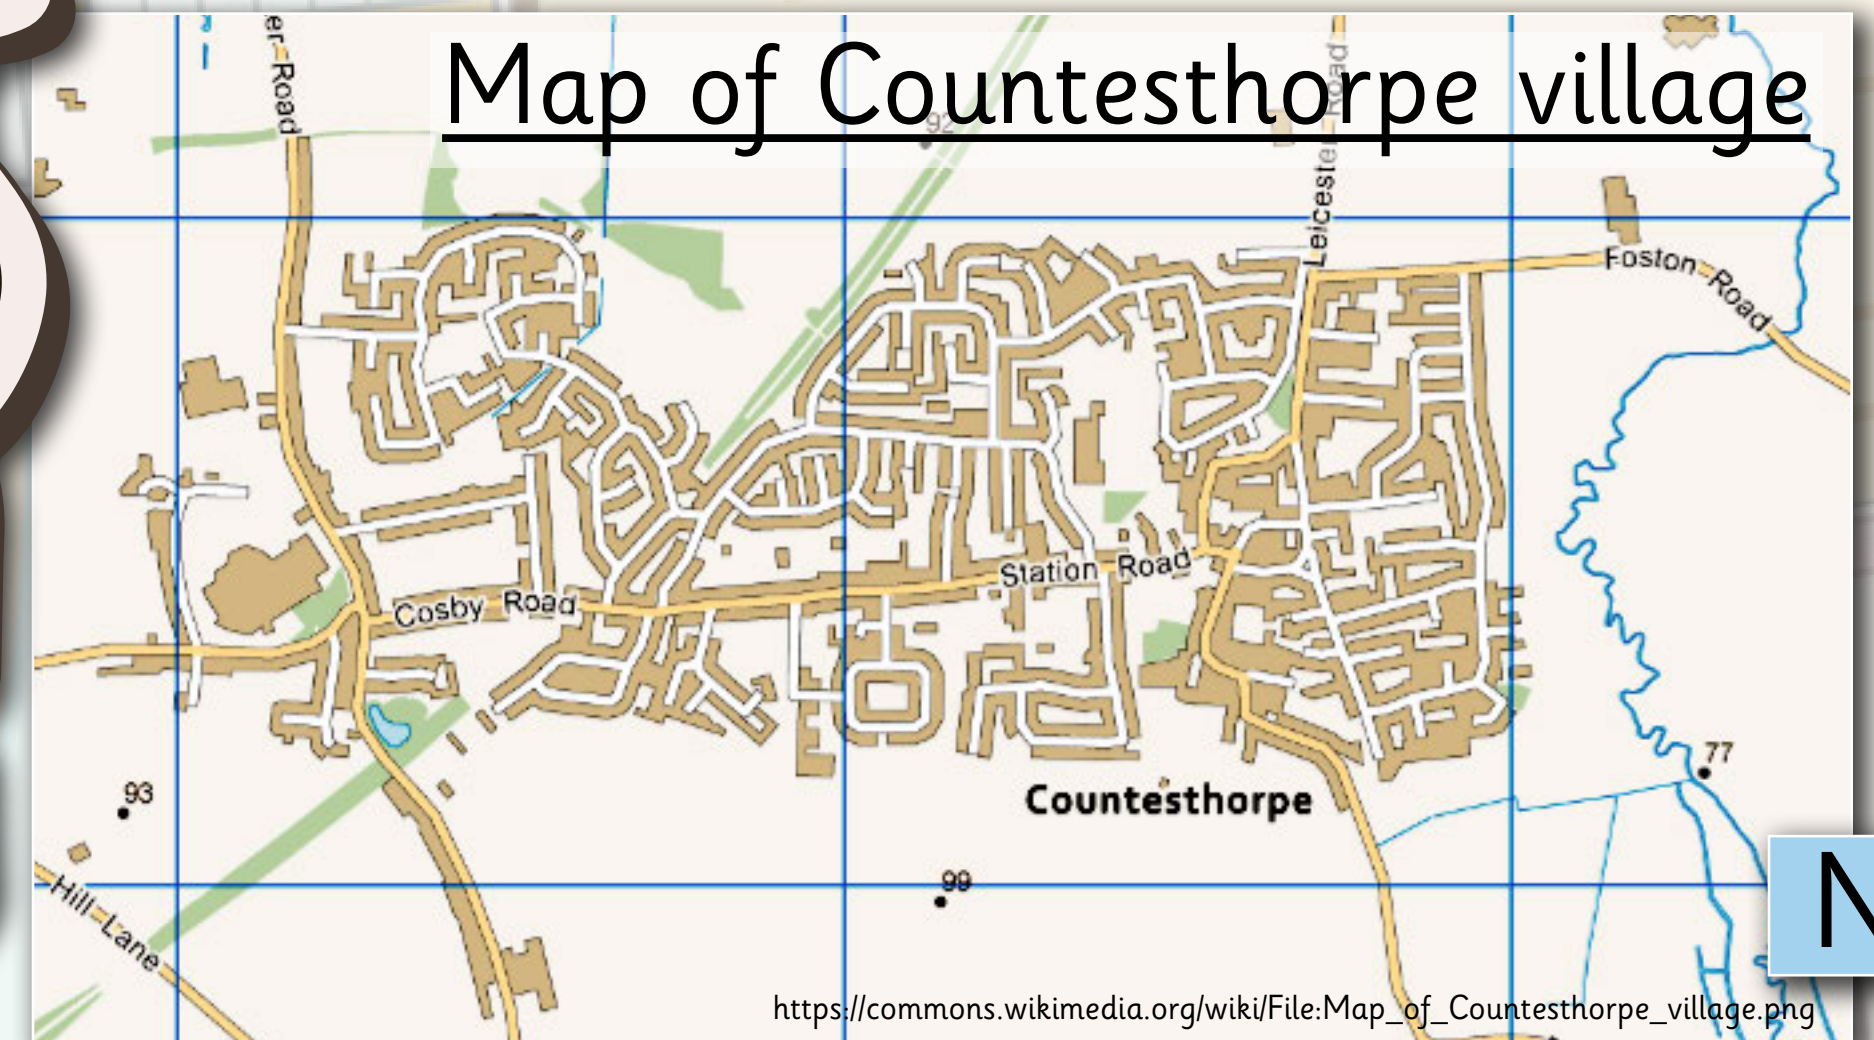 Map of Countesthorpe village
er Road
92
Leicester Road
Foston Road
Station Road
Cosby Road
77
93
Countesthorpe
99
Hill Lane
N
https://commons.wikimedia.org/wiki/File:Map_of_Countesthorpe_village.png